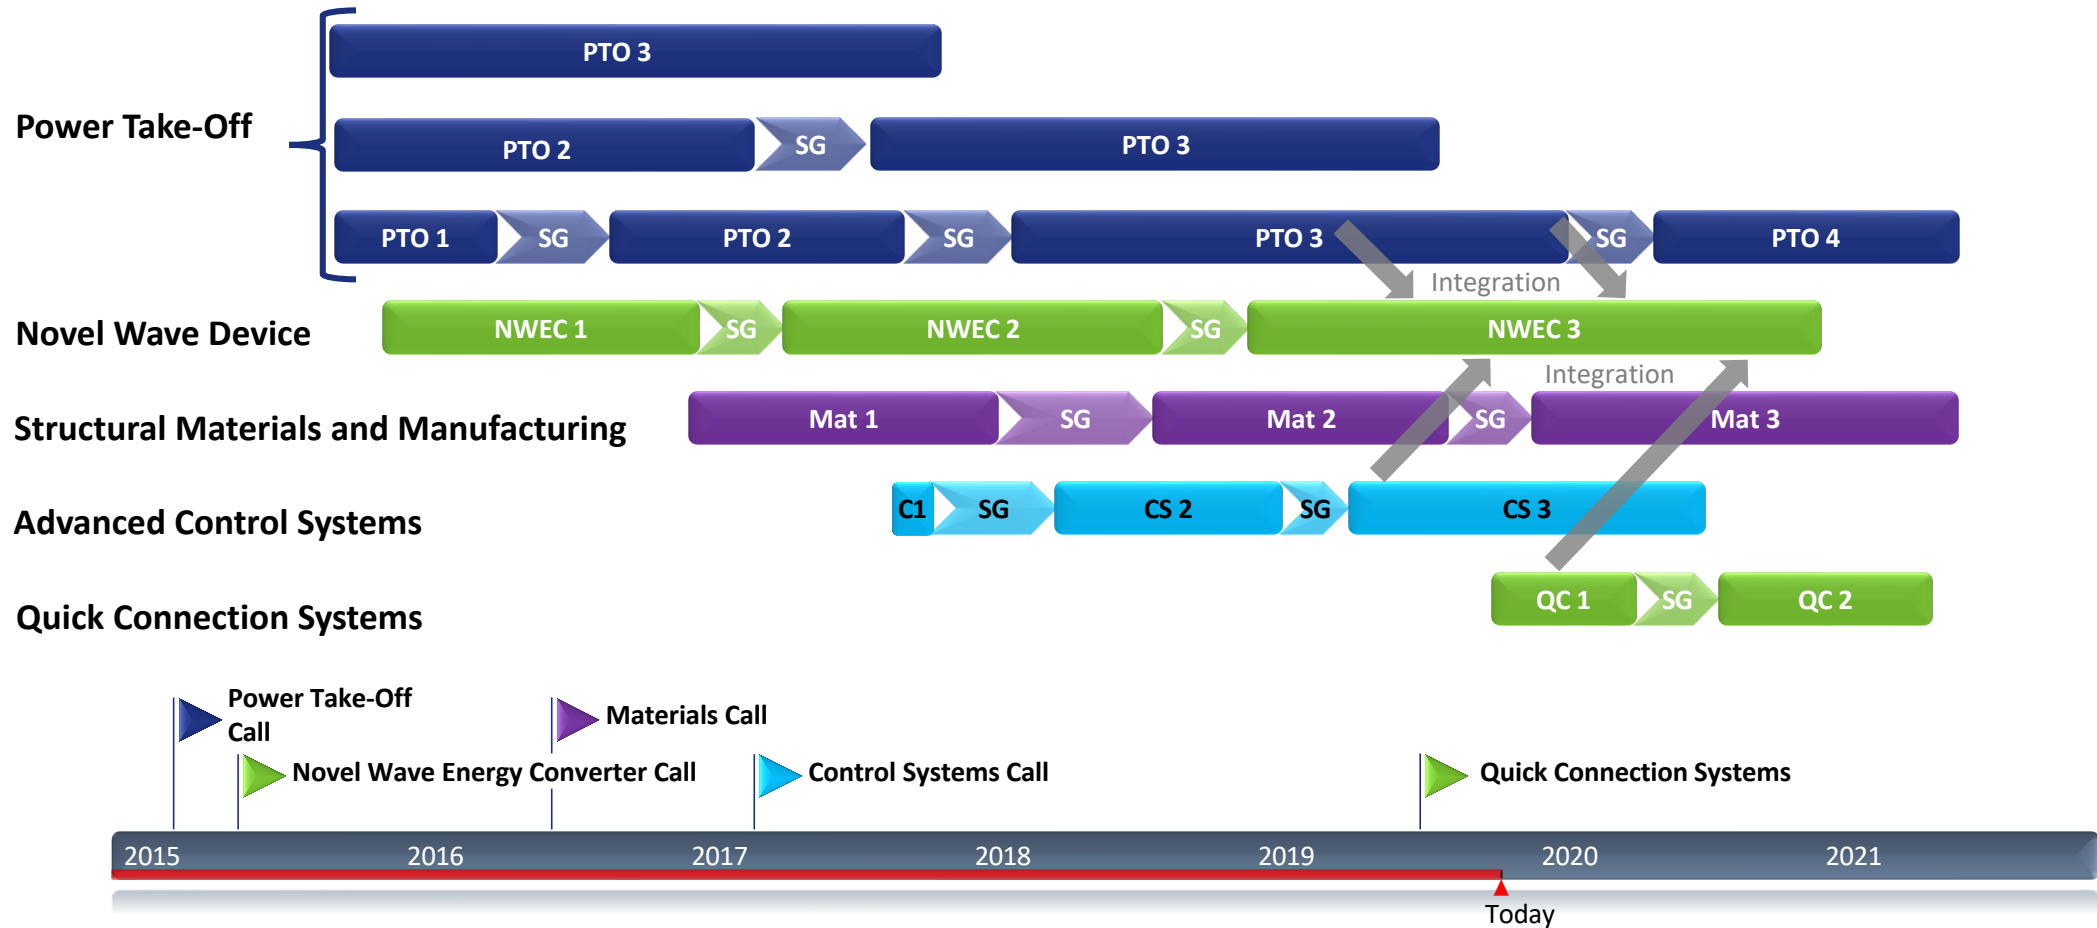 PTO 3
Power Take-Off
PTO 2 SG PTO 3
PTO 1 SG PTO 2 SG PTO 3 SG PTO 4
Integration
Novel Wave Device
NWEC 1 SG NWEC 2 SG NWEC 3
Integration
Structural Materials and Manufacturing
Mat 1 SG Mat 2 SG Mat 3
Advanced Control Systems
C1 SG CS 2 SG CS 3
Quick Connection Systems
QC 1 SG QC 2
Power Take-Off
Call
Materials Call
Novel Wave Energy Converter Call
Control Systems Call
Quick Connection Systems
2015 2016 2017 2018 2019 2020 2021
Today